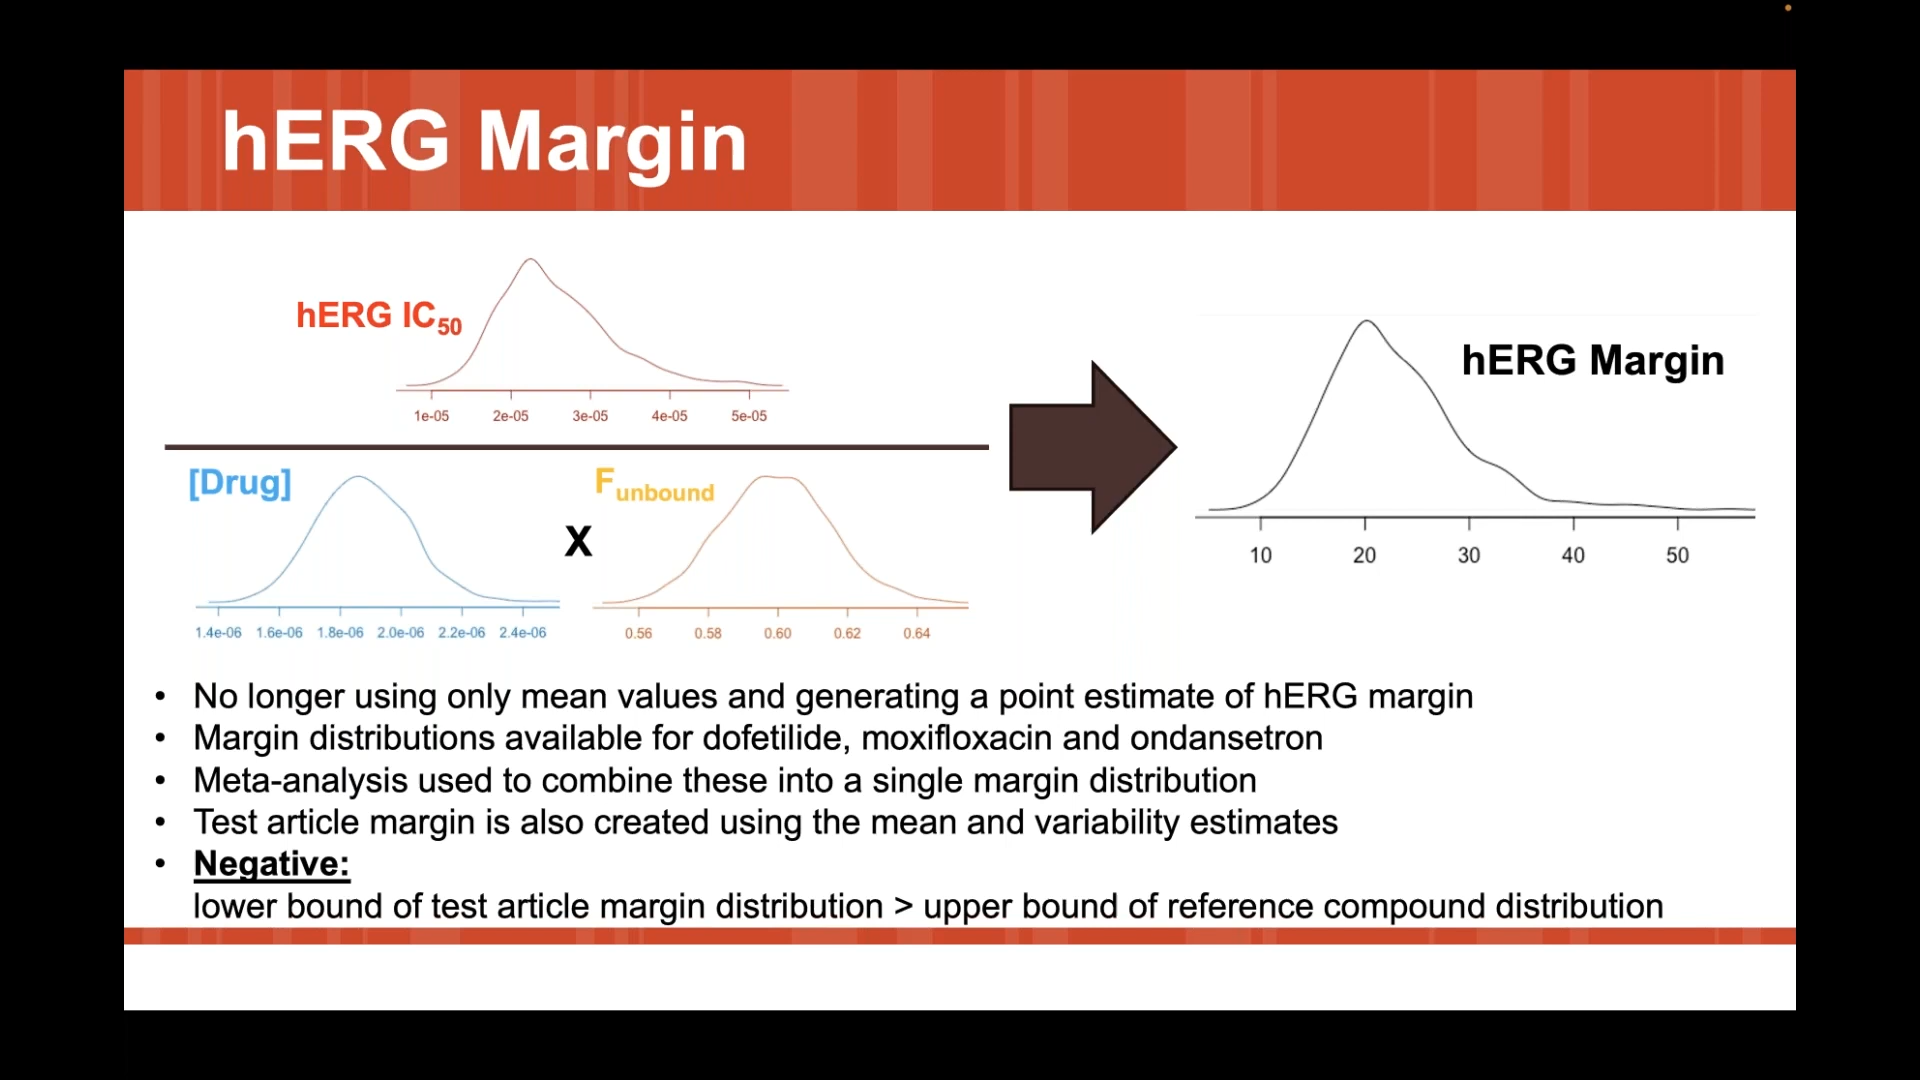 hERG Margin
hERG IC50
1e-05 2e-05 3e-05 4e-05 5e-05
[Drug]
X
Funbound
1.4e-06 1.6e-06 1.8e-06 2.0e-06 2.2e-06 2.4e-06
0.56 0.58 0.60 0.62 0.64
hERG Margin
10 20 30 40 50
• No longer using only mean values and generating a point estimate of hERG margin
• Margin distributions available for dofetilide, moxifloxacin and ondansetron
• Meta-analysis used to combine these into a single margin distribution
• Test article margin is also created using the mean and variability estimates
• Negative:
lower bound of test article margin distribution > upper bound of reference compound distribution